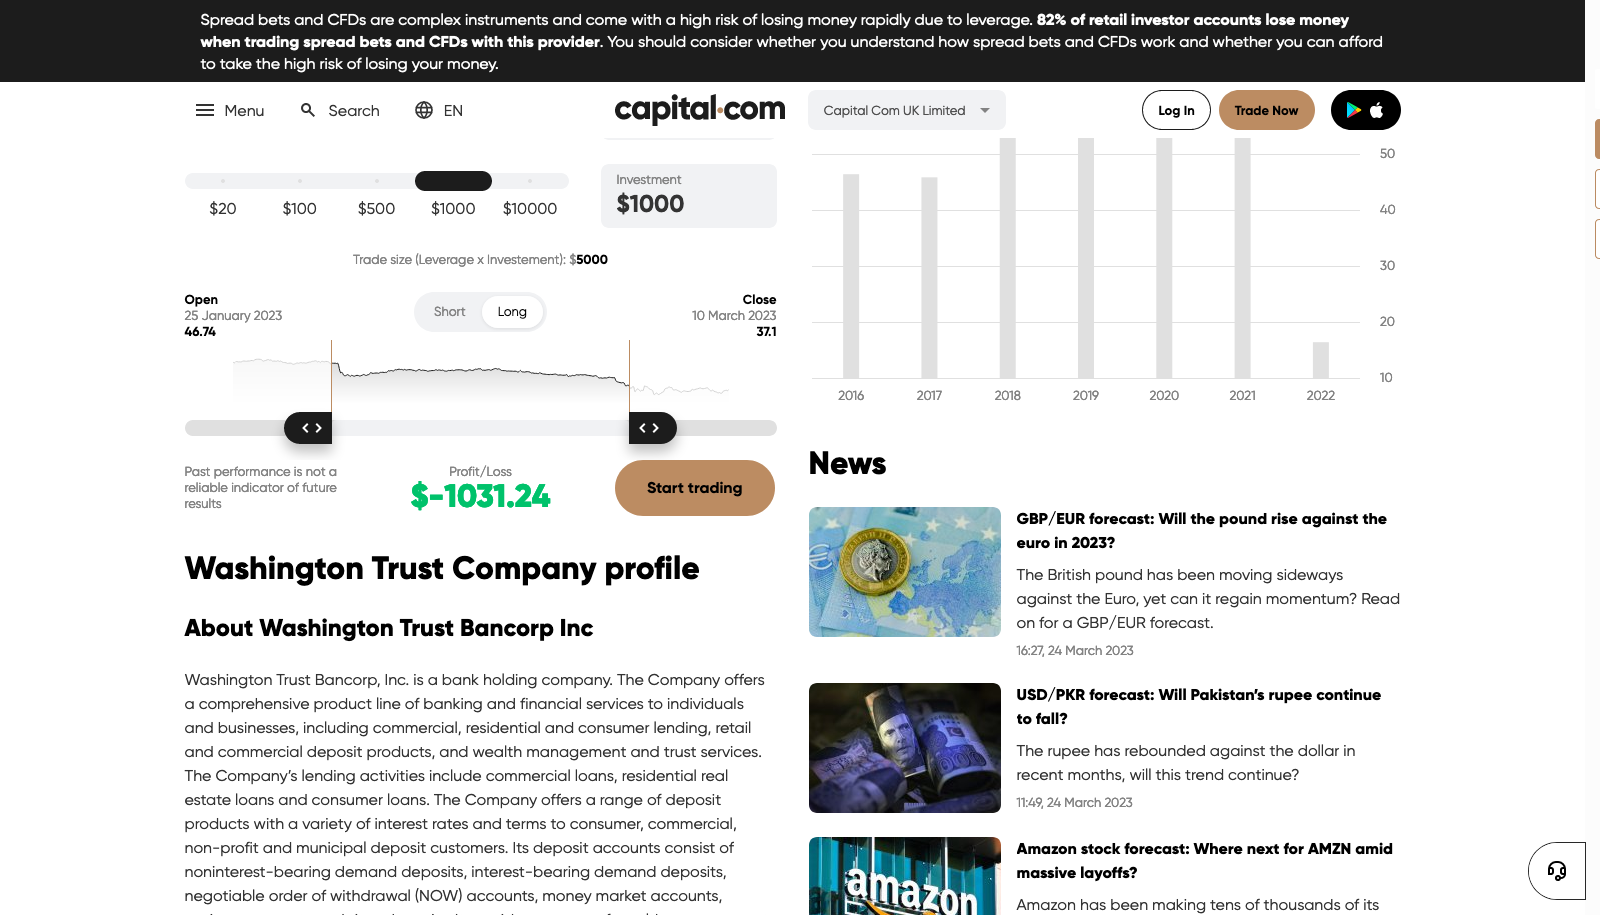 Spread bets and CFDs are complex instruments and come with a high risk of losing money rapidly due to leverage. 82% of retail investor accounts lose money
when trading spread bets and CFDs with this provider. You should consider whether you understand how spread bets and CFDs work and whether you can afford
to take the high risk of losing your money.
Menu
Search
EN
capital.com
Capital Com UK Limited
Log In
Trade Now
$20
$100
$500
$1000
$10000
Investment
$1000
Trade size (Leverage x Investement): $5000
Open
25 January 2023
46.74
Short
Long
Close
10 March 2023
37.1
Past performance is not a
reliable indicator of future
results
Profit/Loss
$-1031.24
Start trading
Washington Trust Company profile
About Washington Trust Bancorp Inc
Washington Trust Bancorp, Inc. is a bank holding company. The Company offers
a comprehensive product line of banking and financial services to individuals
and businesses, including commercial, residential and consumer lending, retail
and commercial deposit products, and wealth management and trust services.
The Company's lending activities include commercial loans, residential real
estate loans and consumer loans. The Company offers a range of deposit
products with a variety of interest rates and terms to consumer, commercial,
non-profit and municipal deposit customers. Its deposit accounts consist of
noninterest-bearing demand deposits, interest-bearing demand deposits,
negotiable order of withdrawal (NOW) accounts, money market accounts,
50
40
30
20
10
2016
2017
2018
2019
2020
2021
2022
News
GBP/EUR forecast: Will the pound rise against the
euro in 2023?
The British pound has been moving sideways
against the Euro, yet can it regain momentum? Read
on for a GBP/EUR forecast.
16:27, 24 March 2023
USD/PKR forecast: Will Pakistan's rupee continue
to fall?
The rupee has rebounded against the dollar in
recent months, will this trend continue?
11:49, 24 March 2023
amazon
Amazon stock forecast: Where next for AMZN amid
massive layoffs?
Amazon has been making tens of thousands of its